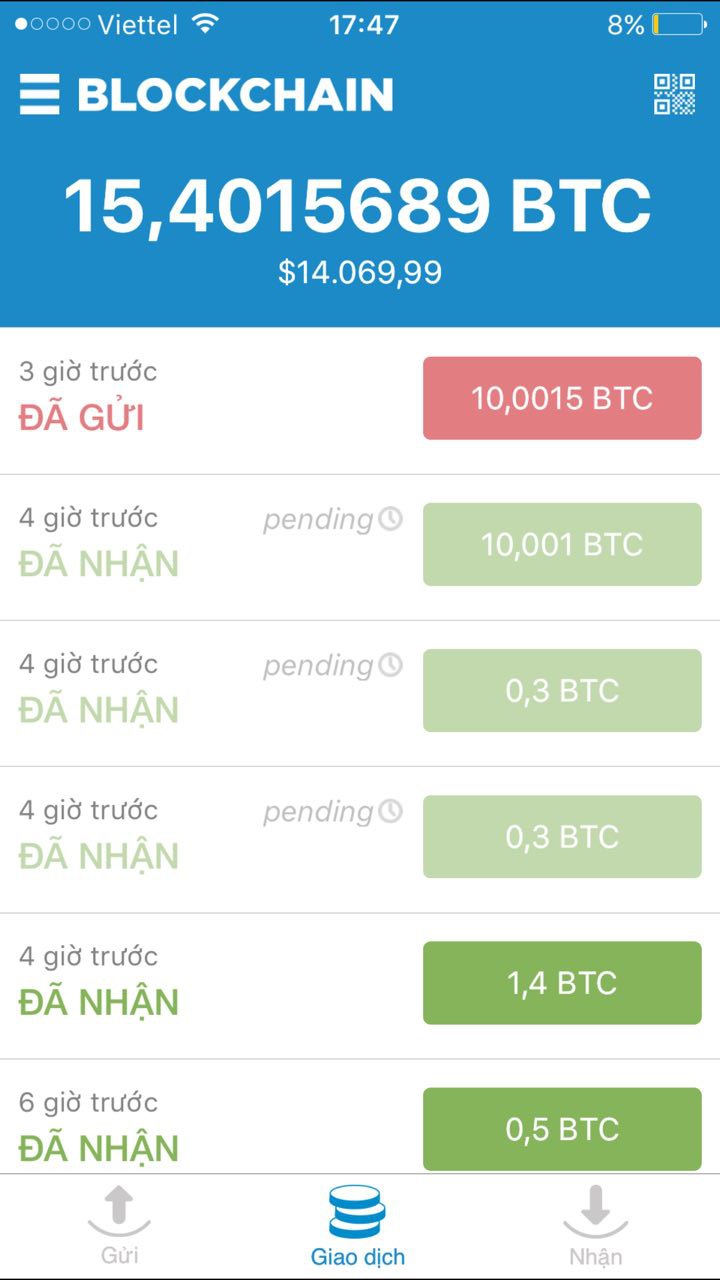 Viettel 17:47 8%
BLOCKCHAIN
15,4015689 BTC
$14.069,99
3 giờ trước
ĐÃ GỬI
10,0015 BTC
4 giờ trước
pending
ĐÃ NHẬN
10,001 BTC
4 giờ trước
pending
ĐÃ NHẬN
0,3 BTC
4 giờ trước
pending
ĐÃ NHẬN
0,3 BTC
4 giờ trước
ĐÃ NHẬN
1,4 BTC
6 giờ trước
ĐÃ NHẬN
0,5 BTC
Gửi Giao dịch Nhận